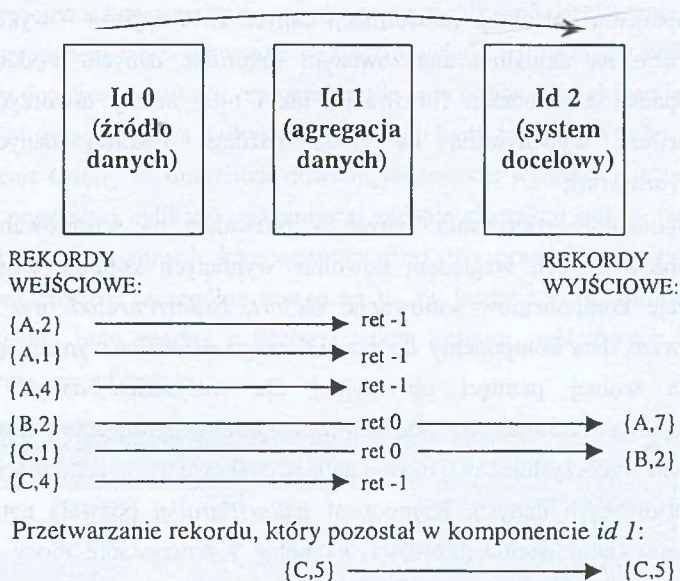 Id 0
(źródło
danych)
Id 1
(agregacja
danych)
Id 2
(system
docelowy)
REKORDY
WEJŚCIOWE:
REKORDY
WYJŚCIOWE:
{A,2} ret -1
{A,1} ret -1
{A,4} ret -1
{B,2} ret 0 {A,7}
{C,1} ret 0 {B,2}
{C,4} ret -1
Przetwarzanie rekordu, który pozostał w komponencie id 1:
{C,5} {C,5}